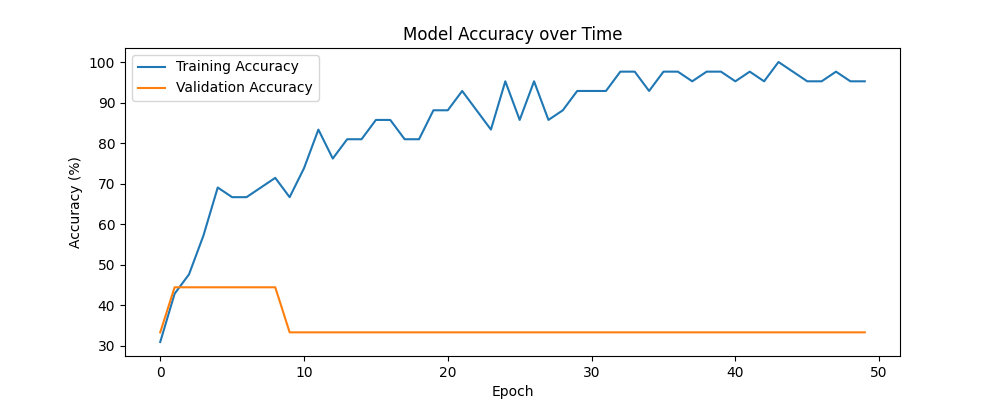 Model Accuracy over Time
Training Accuracy
Validation Accuracy
Accuracy (%)
100
90
80
70
60
50
40
30
0 10 20 30 40 50
Epoch